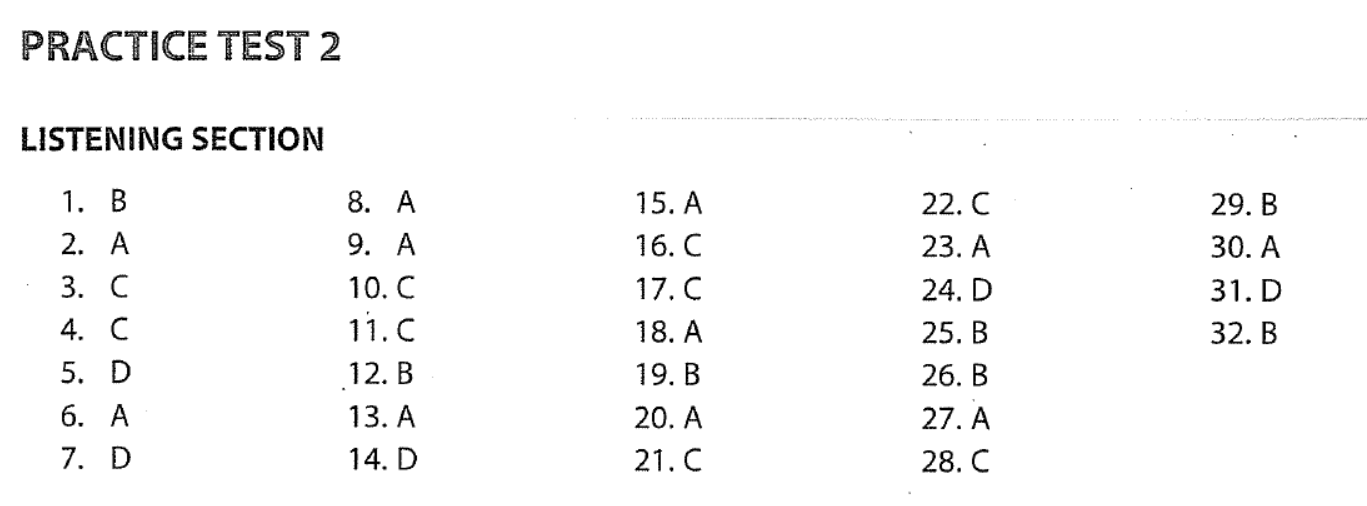 PRACTICE TEST 2
LISTENING SECTION
1. B
2. A
3. C
4. C
5. D
6. A
7. D
8. A
9. A
10. C
11. C
12. B
13. A
14. D
15. A
16. C
17. C
18. A
19. B
20. A
21. C
22. C
23. A
24. D
25. B
26. B
27. A
28. C
29. B
30. A
31. D
32. B